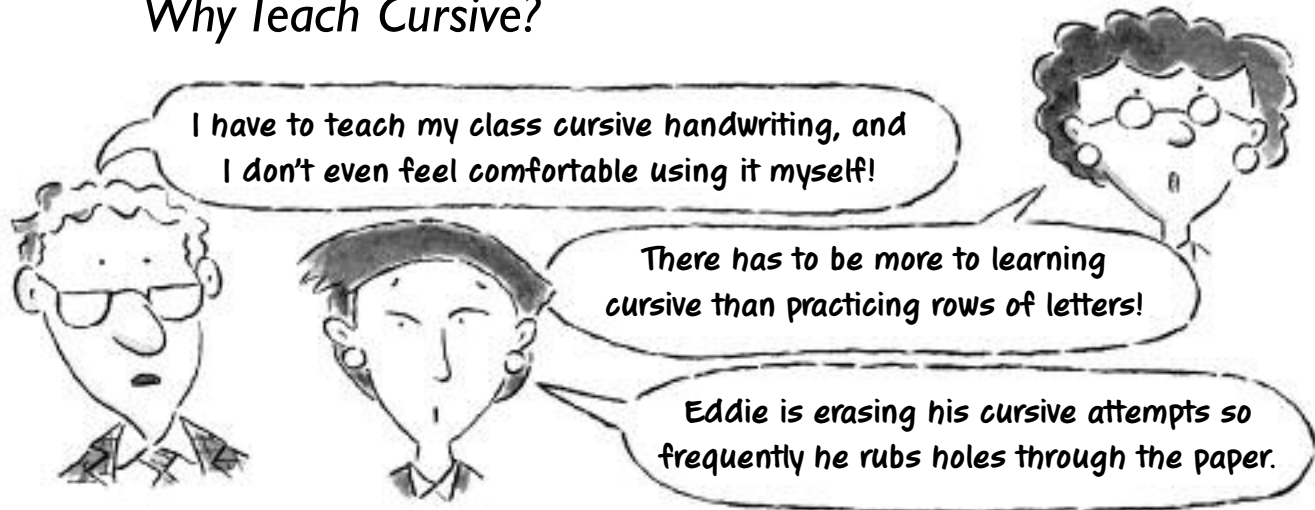 Why Teach Cursive?
I have to teach my class cursive handwriting, and
I don't even feel comfortable using it myself!
There has to be more to learning
cursive than practicing rows of letters!
Eddie is erasing his cursive attempts so
frequently he rubs holes through the paper.